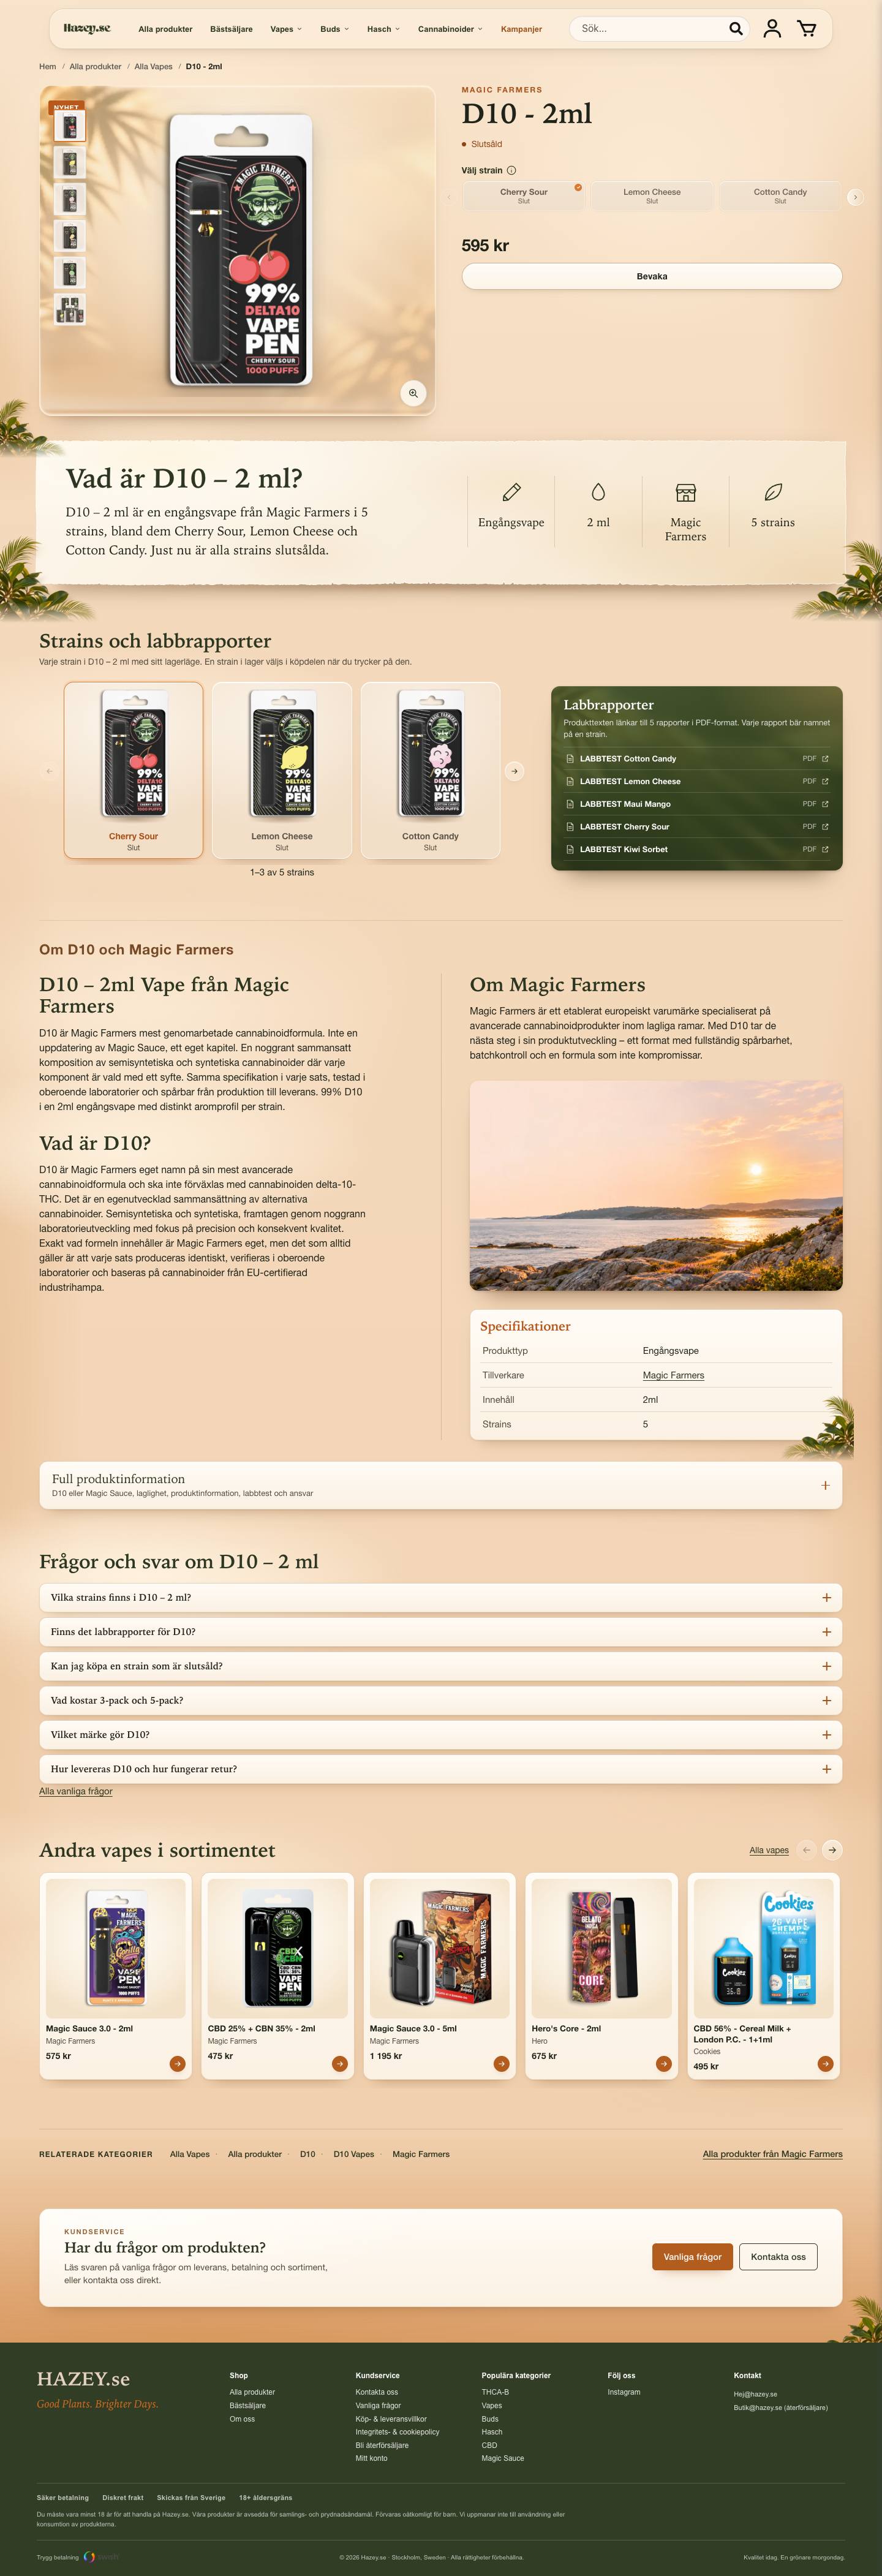 Hazey.se
Alla produkter
Bästsäljare
Vapes
Buds
Hasch
Cannabinoider
Kampanjer
Sök...
Hem / Alla produkter / Alla Vapes / D10 - 2ml
NYHET
MAGIC FARMERS
99%
DELTA10
VAPE
PEN
CHERRY SOUR
1000 PUFFS
MAGIC FARMERS
D10 - 2ml
Slutsåld
Välj strain
Cherry Sour
Slut
Lemon Cheese
Slut
Cotton Candy
Slut
595 kr
Bevaka
Vad är D10 – 2 ml?
D10 – 2 ml är en engångsvape från Magic Farmers i 5
strains, bland dem Cherry Sour, Lemon Cheese och
Cotton Candy. Just nu är alla strains slutsålda.
Engångsvape
2 ml
Magic
Farmers
5 strains
Strains och labbrapporter
Varje strain i D10 – 2 ml med sitt lagerläge. En strain i lager väljs i köpdelen när du trycker på den.
99%
DELTA10
VAPE
PEN
99%
DELTA10
VAPE
PEN
99%
DELTA10
VAPE
PEN
Cherry Sour
Slut
Lemon Cheese
Slut
Cotton Candy
Slut
1–3 av 5 strains
Labbrapporter
Produkttexten länkar till 5 rapporter i PDF-format. Varje rapport bär namnet
på en strain.
LABBTEST Cotton Candy PDF
LABBTEST Lemon Cheese PDF
LABBTEST Maui Mango PDF
LABBTEST Cherry Sour PDF
LABBTEST Kiwi Sorbet PDF
Om D10 och Magic Farmers
D10 – 2ml Vape från Magic
Farmers
D10 är Magic Farmers mest genomarbetade cannabinoidformula. Inte en
uppdatering av Magic Sauce, ett eget kapitel. En noggrant sammansatt
komposition av semisyntetiska och syntetiska cannabinoider där varje
komponent är vald med ett syfte. Samma specifikation i varje sats, testad i
oberoende laboratorier och spårbar från produktion till leverans. 99% D10
i en 2ml engångsvape med distinkt aromprofil per strain.
Vad är D10?
D10 är Magic Farmers eget namn på sin mest avancerade
cannabinoidformula och ska inte förväxlas med cannabinoiden delta-10-
THC. Det är en egenutvecklad sammansättning av alternativa
cannabinoider. Semisyntetiska och syntetiska, framtagen genom noggrann
laboratorieutveckling med fokus på precision och konsekvent kvalitet.
Exakt vad formeln innehåller är Magic Farmers eget, men det som alltid
gäller är att varje sats produceras identiskt, verifieras i oberoende
laboratorier och baseras på cannabinoider från EU-certifierad
industrihampa.
Om Magic Farmers
Magic Farmers är ett etablerat europeiskt varumärke specialiserat på
avancerade cannabinoidprodukter inom lagliga ramar. Med D10 tar de
nästa steg i sin produktutveckling – ett format med fullständig spårbarhet,
batchkontroll och en formula som inte kompromissar.
Specifikationer
Produkttyp Engångsvape
Tillverkare Magic Farmers
Innehåll 2ml
Strains 5
Full produktinformation
D10 eller Magic Sauce, laglighet, produktinformation, labbtest och ansvar
Frågor och svar om D10 – 2 ml
Vilka strains finns i D10 – 2 ml?
Finns det labbrapporter för D10?
Kan jag köpa en strain som är slutsåld?
Vad kostar 3-pack och 5-pack?
Vilket märke gör D10?
Hur levereras D10 och hur fungerar retur?
Alla vanliga frågor
Andra vapes i sortimentet
Alla vapes
Magic Sauce 3.0 - 2ml
Magic Farmers
575 kr
CBD 25% + CBN 35% - 2ml
Magic Farmers
475 kr
Magic Sauce 3.0 - 5ml
Magic Farmers
1 195 kr
GELATO
CORE
Hero's Core - 2ml
Hero
675 kr
Cookies
CBD 56% - Cereal Milk +
London P.C. - 1+1ml
Cookies
495 kr
RELATERADE KATEGORIER
Alla Vapes · Alla produkter · D10 · D10 Vapes · Magic Farmers
Alla produkter från Magic Farmers
KUNDSERVICE
Har du frågor om produkten?
Läs svaren på vanliga frågor om leverans, betalning och sortiment,
eller kontakta oss direkt.
Vanliga frågor
Kontakta oss
HAZEY.se
Good Plants. Brighter Days.
Shop
Alla produkter
Bästsäljare
Om oss
Kundservice
Kontakta oss
Vanliga frågor
Köp- & leveransvillkor
Integritets- & cookiepolicy
Bli återförsäljare
Mitt konto
Populära kategorier
THCA-B
Vapes
Buds
Hasch
CBD
Magic Sauce
Följ oss
Instagram
Kontakt
Hej@hazey.se
Butik@hazey.se (återförsäljare)
Säker betalning
Diskret frakt
Skickas från Sverige
18+ åldersgräns
Du måste vara minst 18 år för att handla på Hazey.se. Våra produkter är avsedda för samlings- och prydnadsändamål. Förvaras oåtkomligt för barn. Vi uppmanar inte till användning eller
konsumtion av produkterna.
Trygg betalning
© 2026 Hazey.se · Stockholm, Sweden · Alla rättigheter förbehållna.
Kvalitet idag. En grönare morgondag.